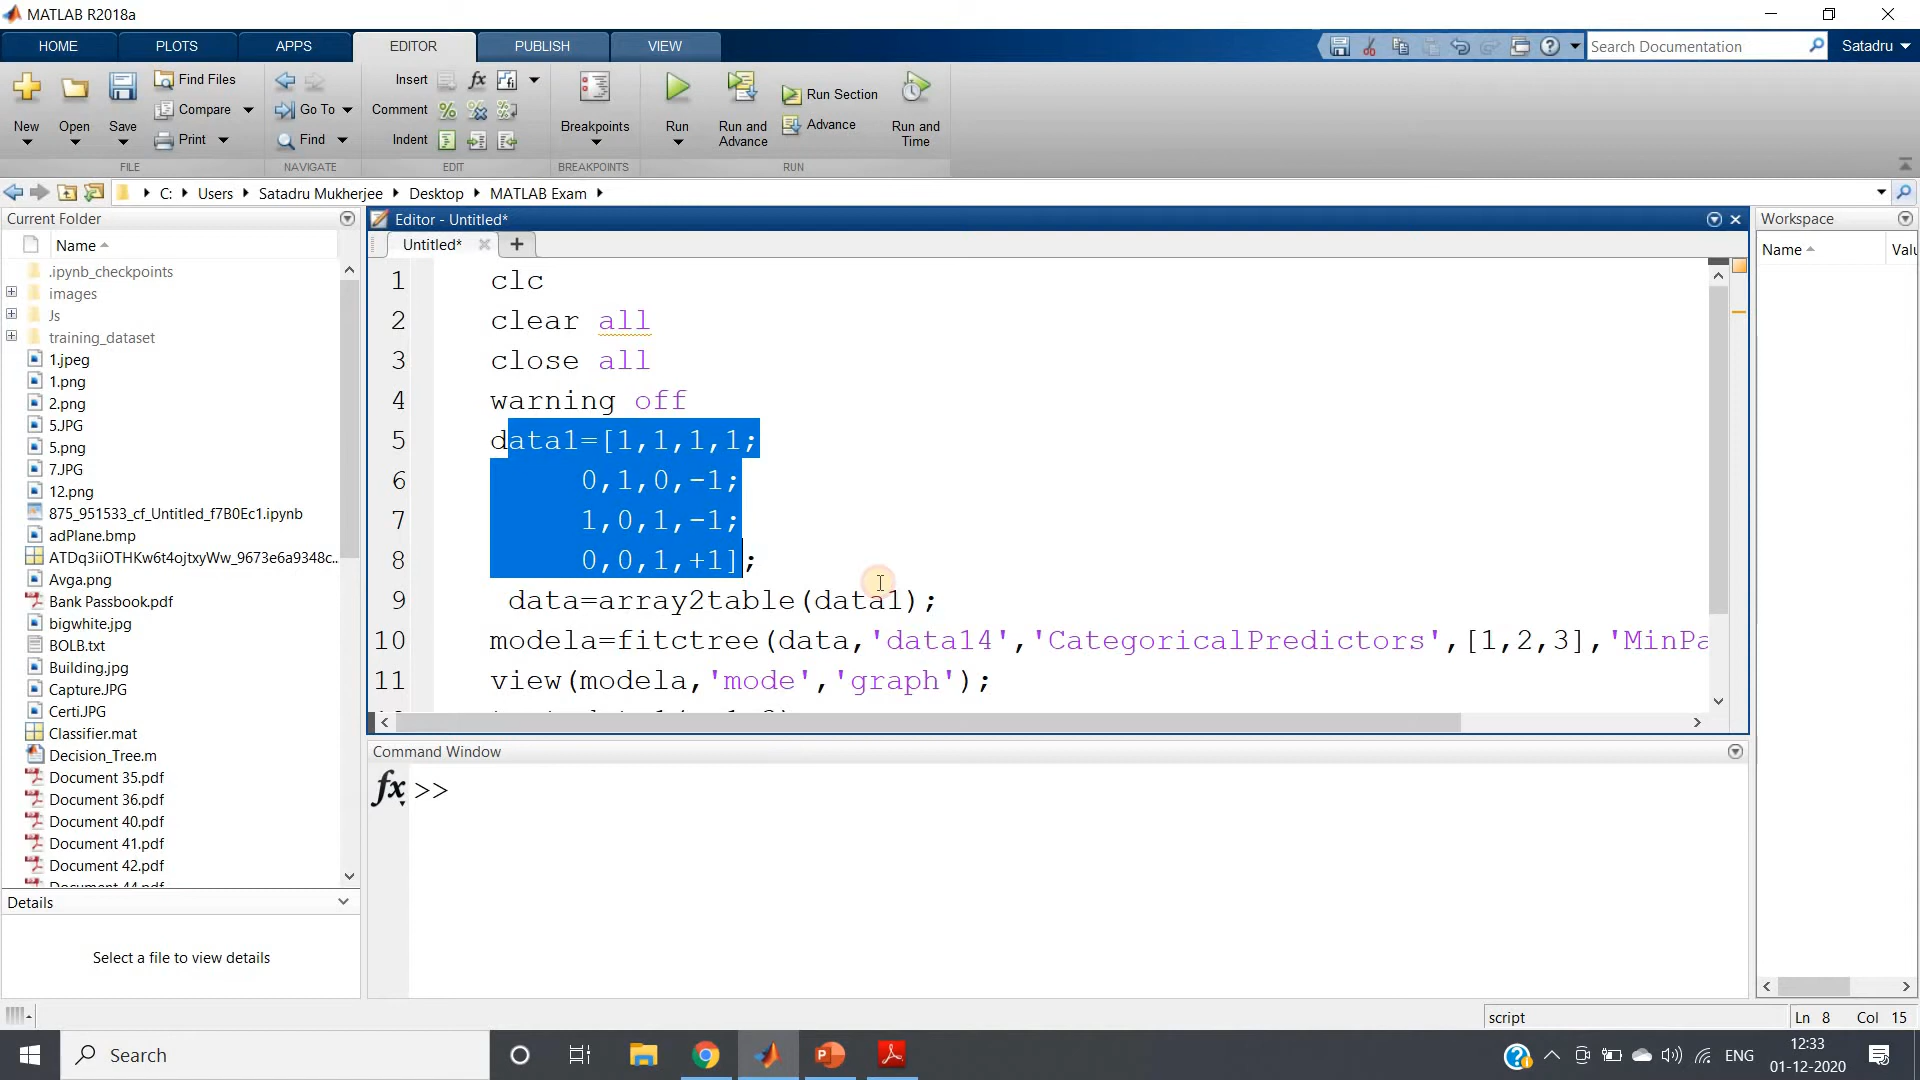 MATLAB R2018a
HOME PLOTS APPS EDITOR PUBLISH VIEW Search Documentation Satadru
New Open Save Find Files Compare Print Go To Find Insert fx Comment Indent Breakpoints Run Run and Advance Run Section Advance Run and Time
FILE NAVIGATE EDIT BREAKPOINTS RUN
C: Users Satadru Mukherjee Desktop MATLAB Exam
Current Folder
Name
.ipynb_checkpoints
images
Js
training_dataset
1.jpeg
1.png
2.png
5.JPG
5.png
7.JPG
12.png
875_951533_cf_Untitled_f7B0Ec1.ipynb
adPlane.bmp
ATDq3iiOTHKw6t4ojtxyWw_9673e6a9348c...
Avga.png
Bank Passbook.pdf
bigwhite.jpg
BOLB.txt
Building.jpg
Capture.JPG
Certi.JPG
Classifier.mat
Decision_Tree.m
Document 35.pdf
Document 36.pdf
Document 40.pdf
Document 41.pdf
Document 42.pdf
Document 44.pdf
Details
Select a file to view details
Editor - Untitled*
Untitled*
1 clc
2 clear all
3 close all
4 warning off
5 data1=[1,1,1,1;
6 0,1,0,-1;
7 1,0,1,-1;
8 0,0,1,+1];
9 data=array2table(data1);
10 modela=fitctree(data,'data14','CategoricalPredictors',[1,2,3],'MinPa
11 view(modela,'mode','graph');
Command Window
fx >>
Workspace
Name Valu
script Ln 8 Col 15
Search
ENG
12:33
01-12-2020